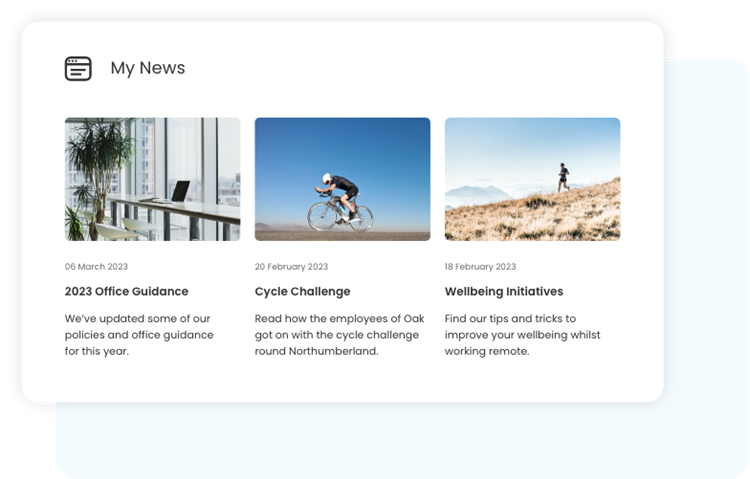 My News
06 March 2023
2023 Office Guidance
We've updated some of our
policies and office guidance
for this year.
20 February 2023
Cycle Challenge
Read how the employees of Oak
got on with the cycle challenge
round Northumberland.
18 February 2023
Wellbeing Initiatives
Find our tips and tricks to
improve your wellbeing whilst
working remote.